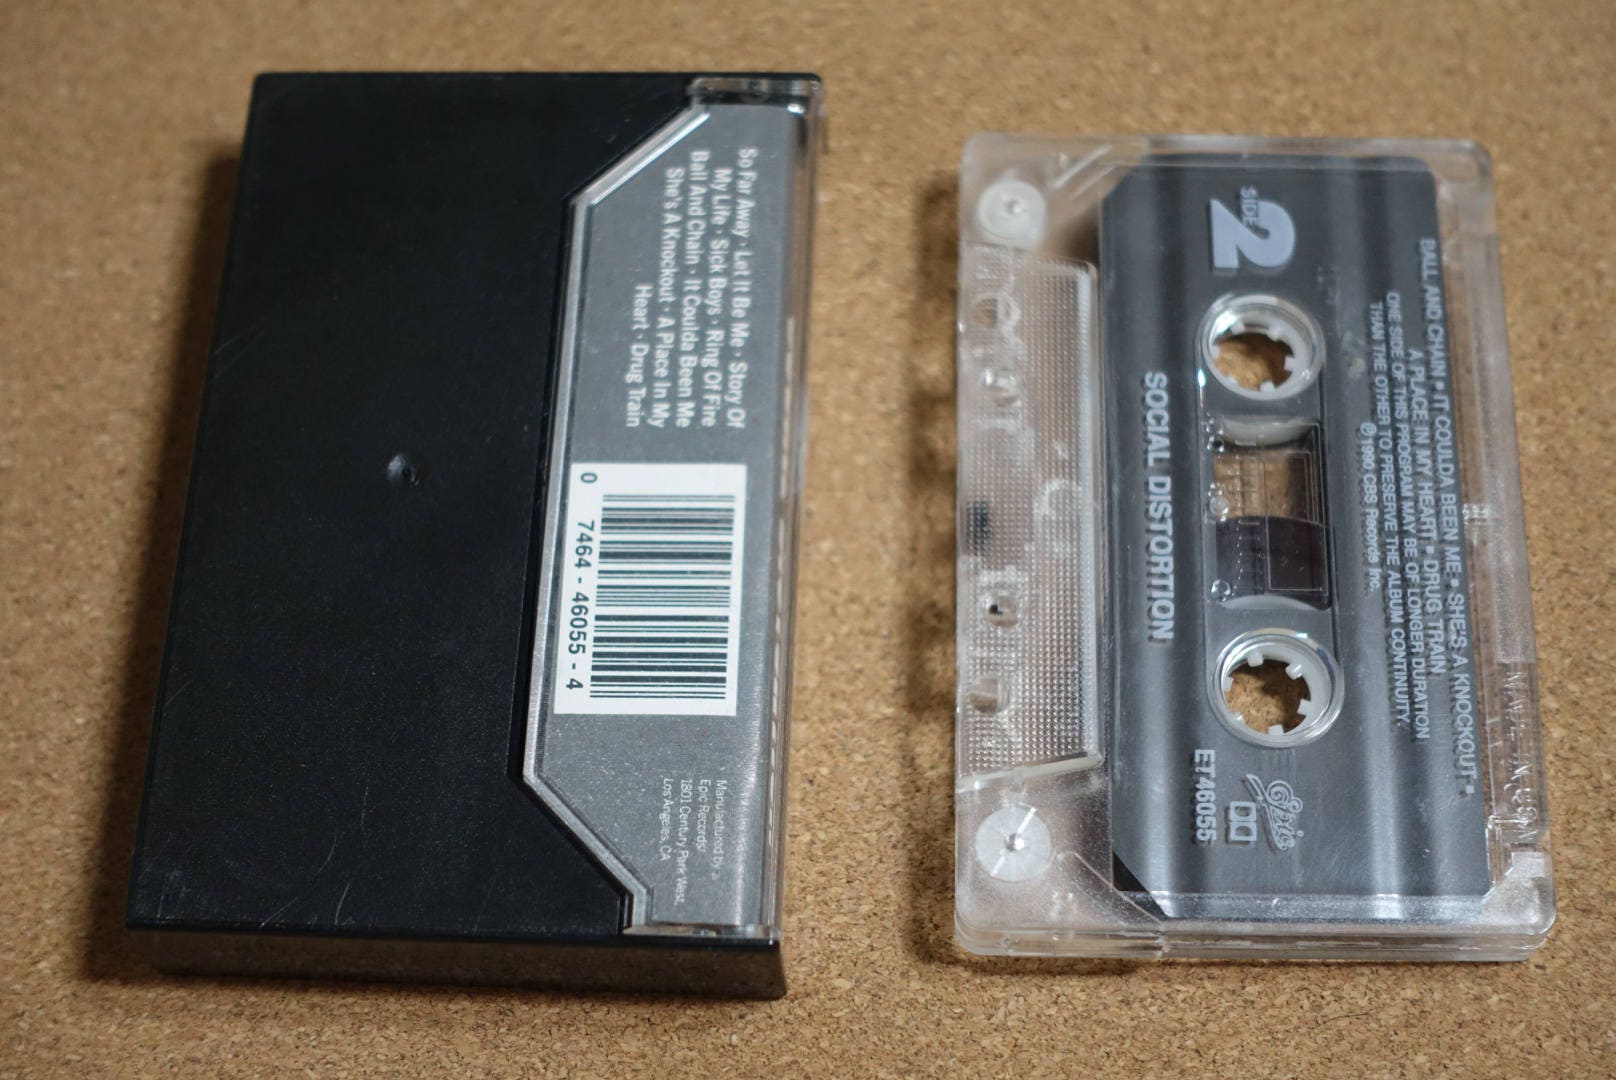 So Far Away · Let It Be Me · Story Of
My Life · Sick Boys · Ring Of Fire
Ball And Chain · It Coulda Been Me
She's A Knockout · A Place In My
Heart · Drug Train
0 7464-46055-4
Manufactured by
Epic Records
1801 Century Park West,
Los Angeles, CA
SIDE
2
BALL AND CHAIN • IT COULDA BEEN ME • SHE'S A KNOCKOUT •
A PLACE IN MY HEART • DRUG TRAIN
ONE SIDE OF THIS PROGRAM MAY BE OF LONGER DURATION
THAN THE OTHER TO PRESERVE THE ALBUM CONTINUITY.
℗ 1990 CBS Records Inc.
SOCIAL DISTORTION
Epic
ET46055